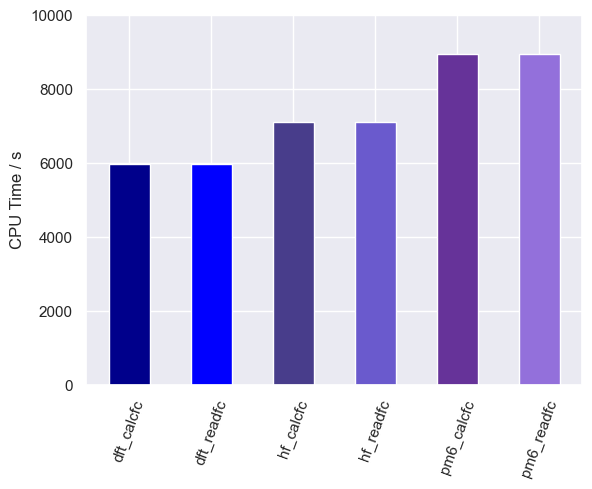 10000
8000
6000
4000
2000
0
CPU Time / s
dft_calcfc
dft_readfc
hf_calcfc
hf_readfc
pm6_calcfc
pm6_readfc